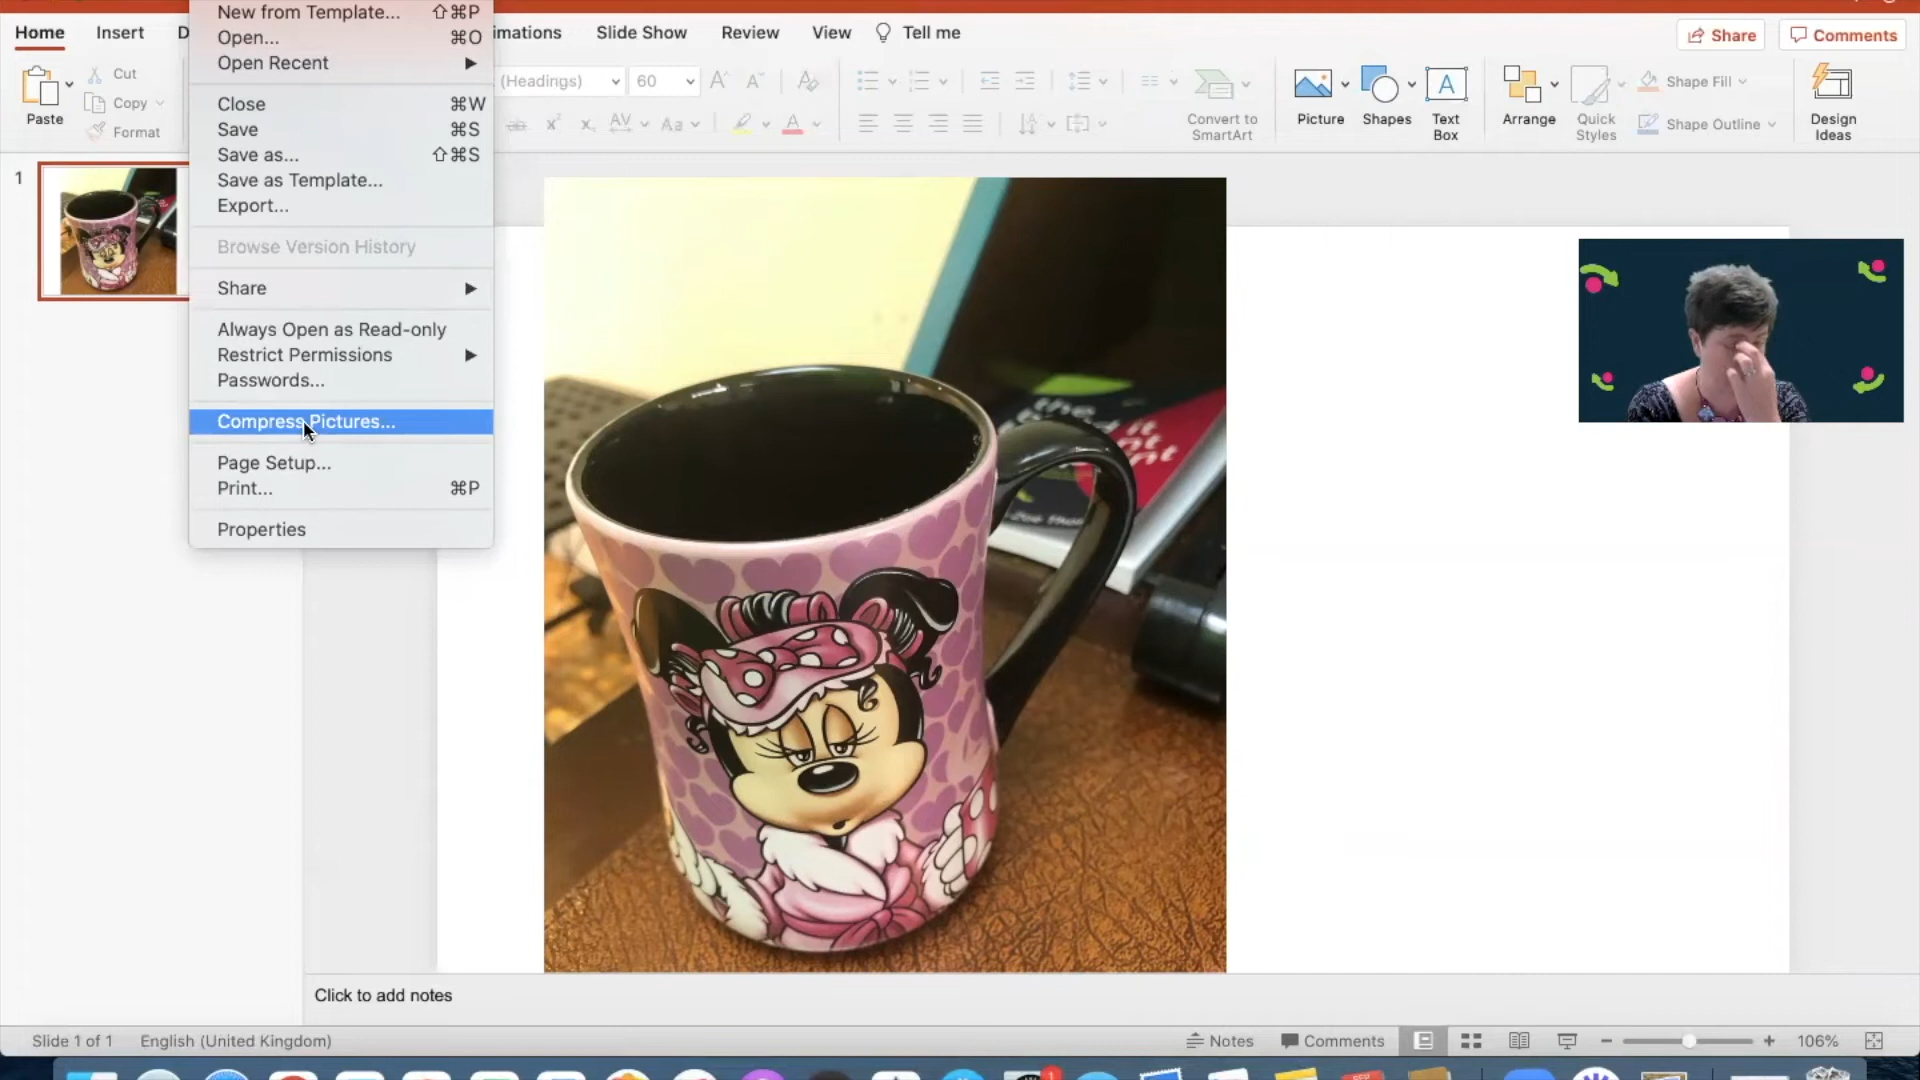 New from Template... ⇧⌘P
Open... ⌘O
Open Recent ▶
Close ⌘W
Save ⌘S
Save as... ⇧⌘S
Save as Template...
Export...
Browse Version History
Share ▶
Always Open as Read-only
Restrict Permissions ▶
Passwords...
Compress Pictures...
Page Setup...
Print... ⌘P
Properties
Home Insert D imations Slide Show Review View Tell me Share Comments
Paste
Cut
Copy
Format
(Headings) 60
Convert to SmartArt
Picture
Shapes
Text Box
Arrange
Quick Styles
Shape Fill
Shape Outline
Design Ideas
1
the
Click to add notes
Slide 1 of 1 English (United Kingdom) Notes Comments 106%